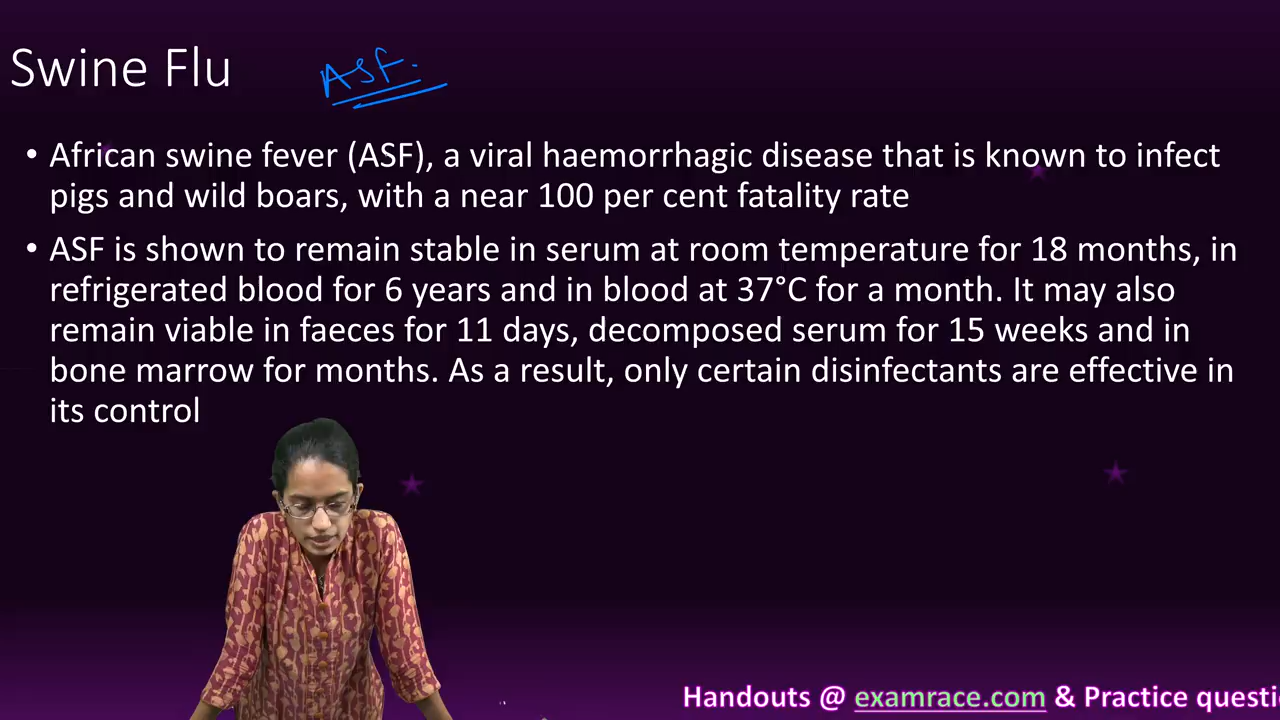 Swine Flu ASF.
• African swine fever (ASF), a viral haemorrhagic disease that is known to infect
pigs and wild boars, with a near 100 per cent fatality rate
• ASF is shown to remain stable in serum at room temperature for 18 months, in
refrigerated blood for 6 years and in blood at 37°C for a month. It may also
remain viable in faeces for 11 days, decomposed serum for 15 weeks and in
bone marrow for months. As a result, only certain disinfectants are effective in
its control
Handouts @ examrace.com & Practice questi